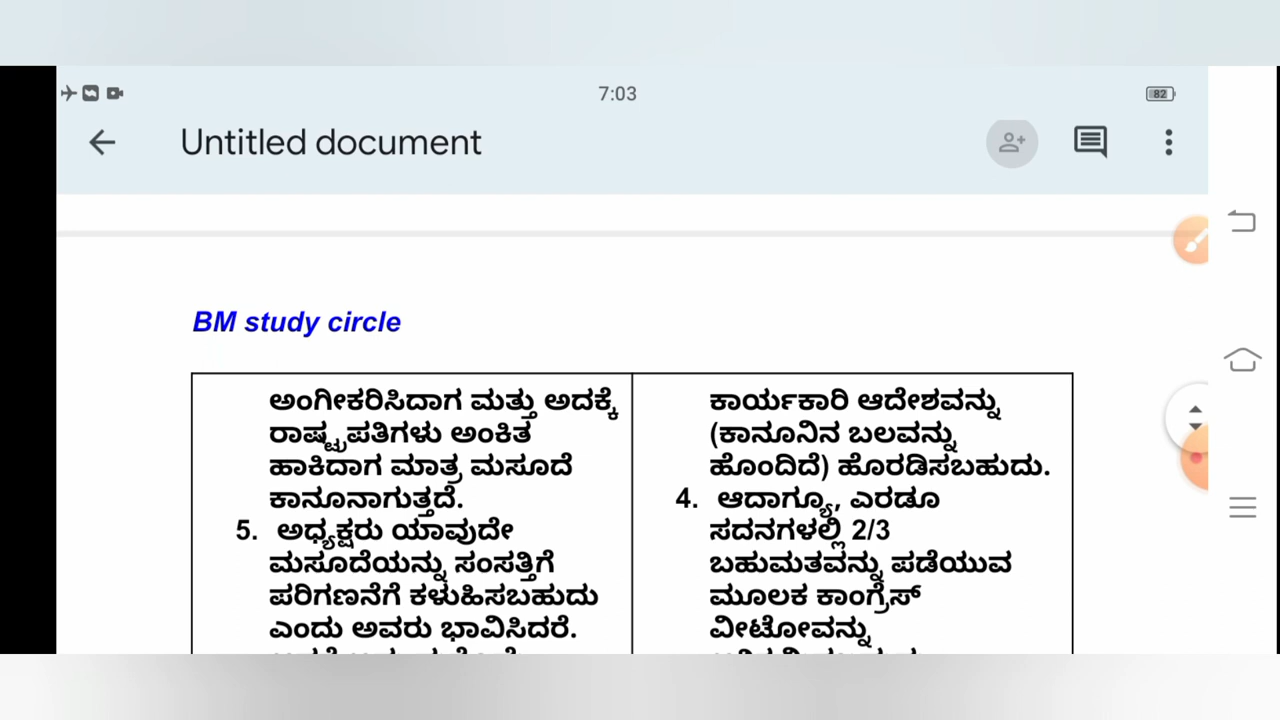 7:03
82
Untitled document
BM study circle
ಅಂಗೀಕರಿಸಿದಾಗ ಮತ್ತು ಅದಕ್ಕೆ
ರಾಷ್ಟ್ರಪತಿಗಳು ಅಂಕಿತ
ಹಾಕಿದಾಗ ಮಾತ್ರ ಮಸೂದೆ
ಕಾನೂನಾಗುತ್ತದೆ.
5. ಅಧ್ಯಕ್ಷರು ಯಾವುದೇ
ಮಸೂದೆಯನ್ನು ಸಂಸತ್ತಿಗೆ
ಪರಿಗಣನೆಗೆ ಕಳುಹಿಸಬಹುದು
ಎಂದು ಅವರು ಭಾವಿಸಿದರೆ.
ಕಾರ್ಯಕಾರಿ ಆದೇಶವನ್ನು
(ಕಾನೂನಿನ ಬಲವನ್ನು
ಹೊಂದಿದೆ) ಹೊರಡಿಸಬಹುದು.
4. ಆದಾಗ್ಯೂ, ಎರಡೂ
ಸದನಗಳಲ್ಲಿ 2/3
ಬಹುಮತವನ್ನು ಪಡೆಯುವ
ಮೂಲಕ ಕಾಂಗ್ರೆಸ್
ವೀಟೋವನ್ನು